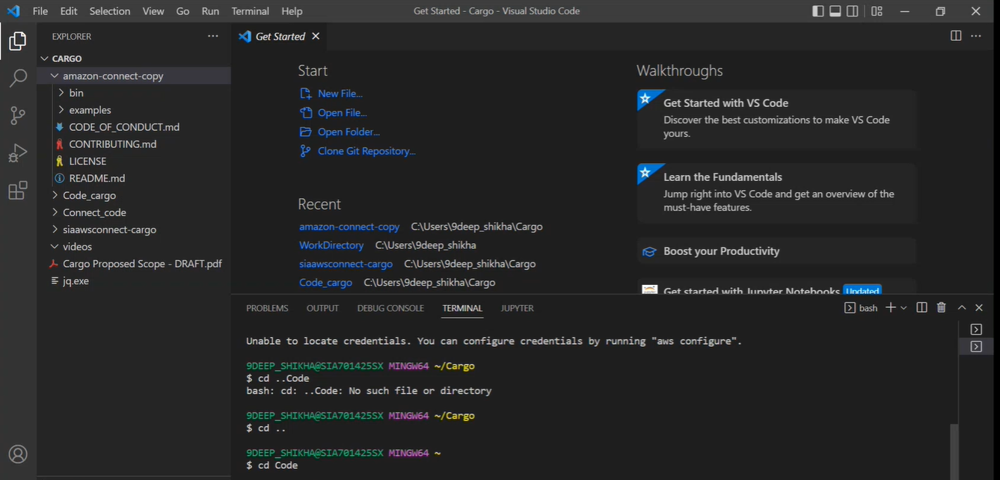 File Edit Selection View Go Run Terminal Help
Get Started - Cargo - Visual Studio Code
EXPLORER
CARGO
amazon-connect-copy
bin
examples
CODE_OF_CONDUCT.md
CONTRIBUTING.md
LICENSE
README.md
Code_cargo
Connect_code
siaawsconnect-cargo
videos
Cargo Proposed Scope - DRAFT.pdf
jq.exe
Get Started
Start
New File...
Open File...
Open Folder...
Clone Git Repository...
Recent
amazon-connect-copy C:\Users\9deep_shikha\Cargo
WorkDirectory C:\Users\9deep_shikha
siaawsconnect-cargo C:\Users\9deep_shikha\Cargo
Code_cargo C:\Users\9deep_shikha\Cargo
Walkthroughs
Get Started with VS Code
Discover the best customizations to make VS Code
yours.
Learn the Fundamentals
Jump right into VS Code and get an overview of the
must-have features.
Boost your Productivity
Get started with Jupyter Notebooks Updated
PROBLEMS OUTPUT DEBUG CONSOLE TERMINAL JUPYTER
bash
Unable to locate credentials. You can configure credentials by running "aws configure".
9DEEP_SHIKHA@SIA701425SX MINGW64 ~/Cargo
$ cd ..Code
bash: cd: ..Code: No such file or directory
9DEEP_SHIKHA@SIA701425SX MINGW64 ~/Cargo
$ cd ..
9DEEP_SHIKHA@SIA701425SX MINGW64 ~
$ cd Code